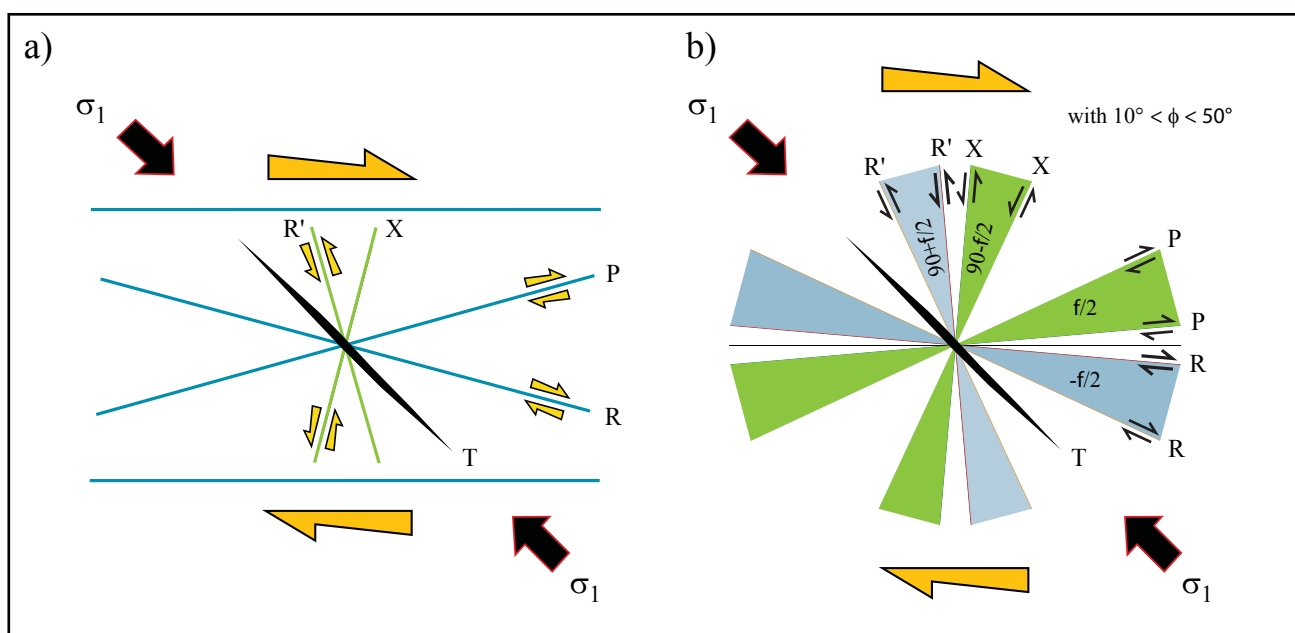 a)
σ1
R'
X
P
R
T
σ1
b)
σ1
with 10° < ϕ < 50°
R'
R'
X
X
90+f/2
90-f/2
P
f/2
P
R
-f/2
R
T
σ1